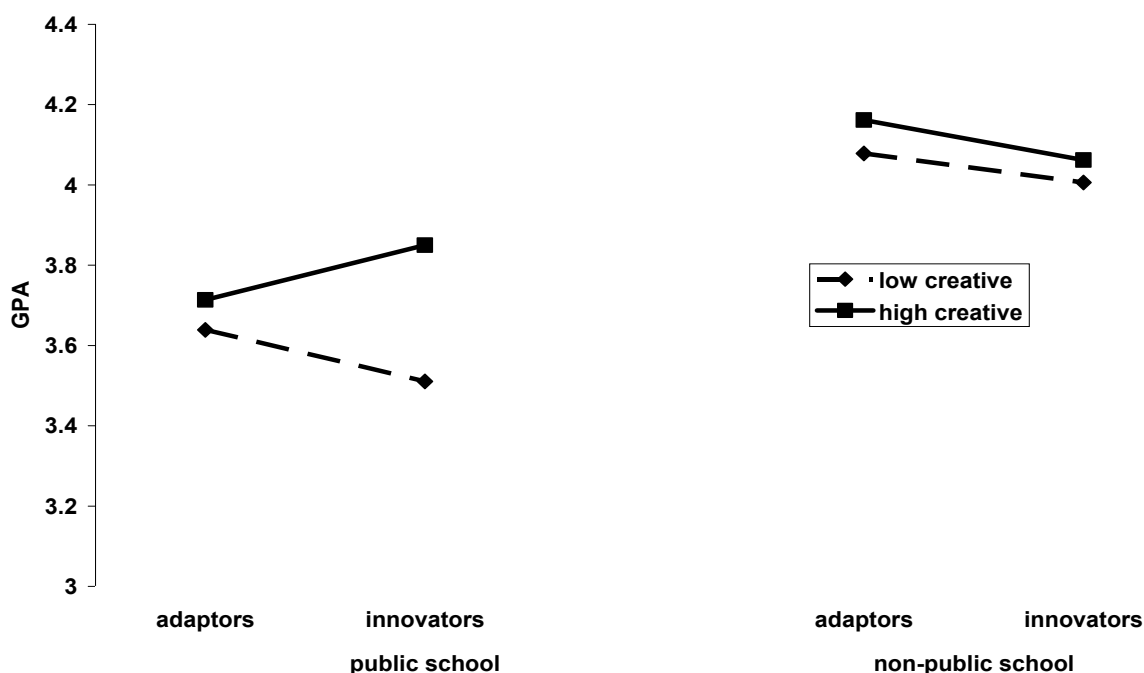 4.4
4.2
4
3.8
3.6
3.4
3.2
3
GPA
low creative
high creative
adaptors innovators adaptors innovators
public school non-public school